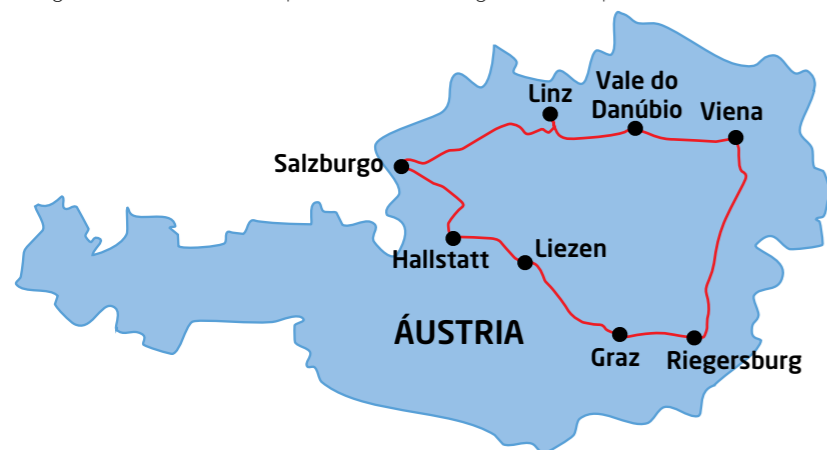 Linz
Vale do
Danúbio
Viena
Salzburgo
Hallstatt
Liezen
ÁUSTRIA
Graz
Riegersburg